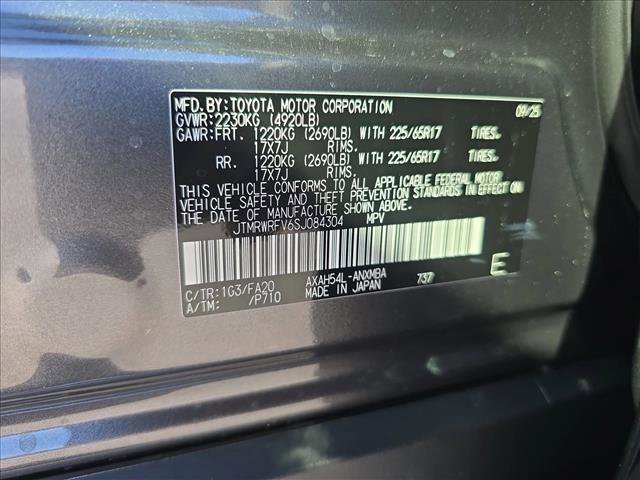 MFD. BY: TOYOTA MOTOR CORPORATION 09/25
GVWR: 2230KG (4920LB)
GAWR: FRT. 1220KG (2690LB) WITH 225/65R17 TIRES.
17X7J RIMS.
RR. 1220KG (2690LB) WITH 225/65R17 TIRES.
17X7J RIMS.
THIS VEHICLE CONFORMS TO ALL APPLICABLE FEDERAL MOTOR
VEHICLE SAFETY AND THEFT PREVENTION STANDARDS IN EFFECT ON
THE DATE OF MANUFACTURE SHOWN ABOVE.
JTMRWRFV6SJ084304 MPV
C/TR: 1G3/FA20 AXAH54L-ANXMBA 737 E
A/TM: /P710 MADE IN JAPAN